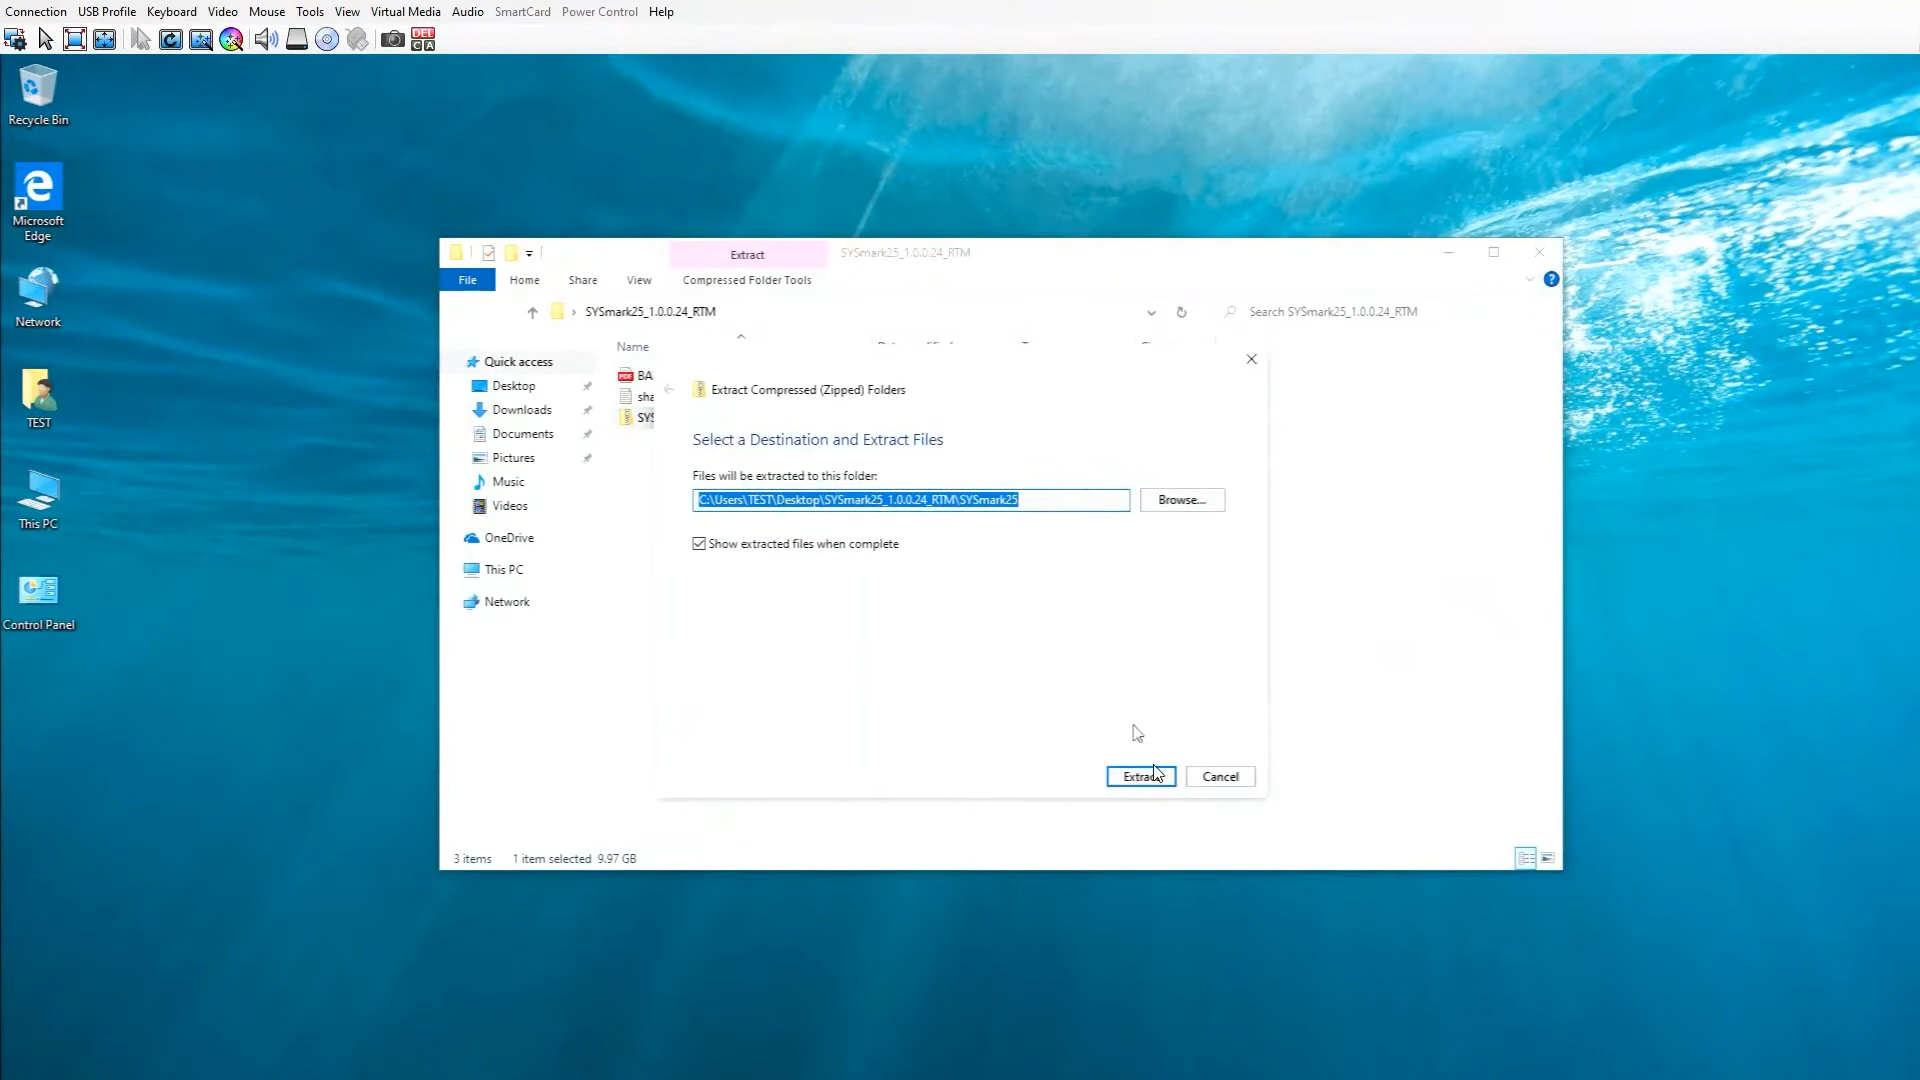 Connection USB Profile Keyboard Video Mouse Tools View Virtual Media Audio SmartCard Power Control Help
DEL
C A
Recycle Bin
Microsoft
Edge
Network
TEST
This PC
Control Panel
Extract SYSmark25_1.0.0.24_RTM
File Home Share View Compressed Folder Tools
SYSmark25_1.0.0.24_RTM
Search SYSmark25_1.0.0.24_RTM
Name
Quick access
Desktop
Downloads
Documents
Pictures
Music
Videos
OneDrive
This PC
Network
BA
sha
SYS
Extract Compressed (Zipped) Folders
Select a Destination and Extract Files
Files will be extracted to this folder:
C:\Users\TEST\Desktop\SYSmark25_1.0.0.24_RTM\SYSmark25
Browse...
Show extracted files when complete
Extract
Cancel
3 items 1 item selected 9.97 GB